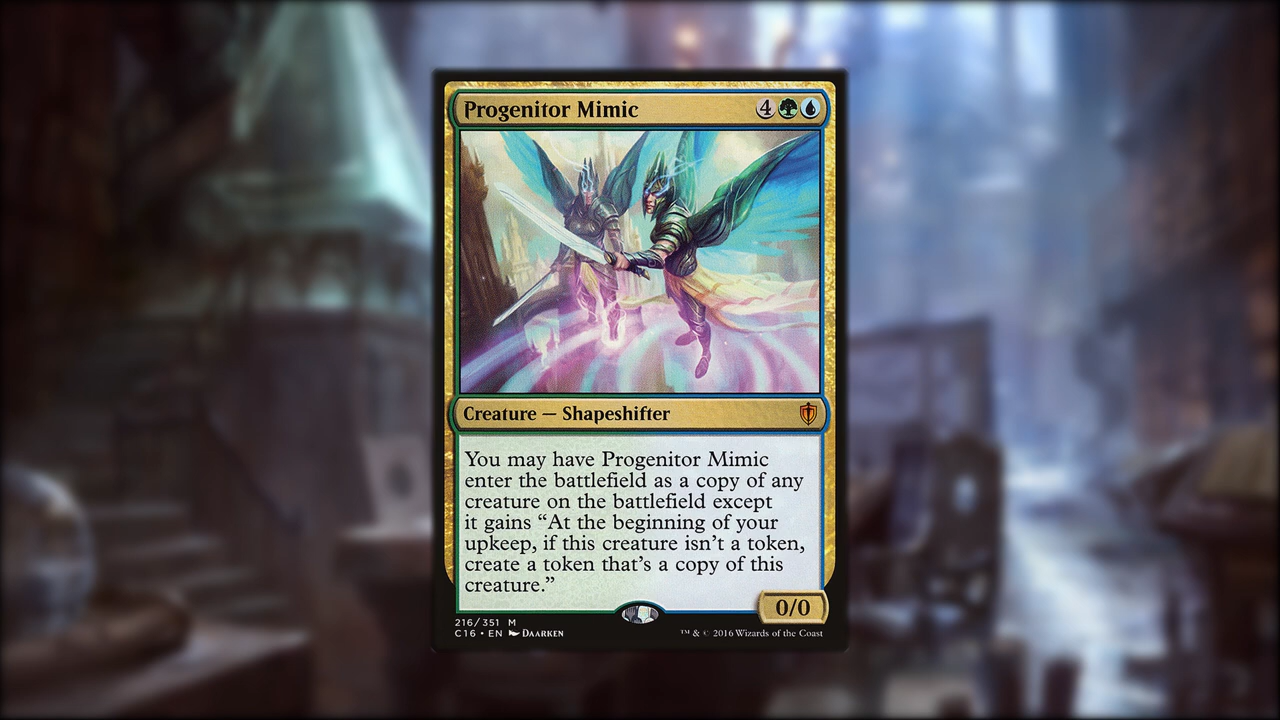 Progenitor Mimic 4
Creature — Shapeshifter
You may have Progenitor Mimic
enter the battlefield as a copy of any
creature on the battlefield except
it gains “At the beginning of your
upkeep, if this creature isn’t a token,
create a token that’s a copy of this
creature.”
0/0
216/351 M
C16 • EN DAARKEN
™ & © 2016 Wizards of the Coast